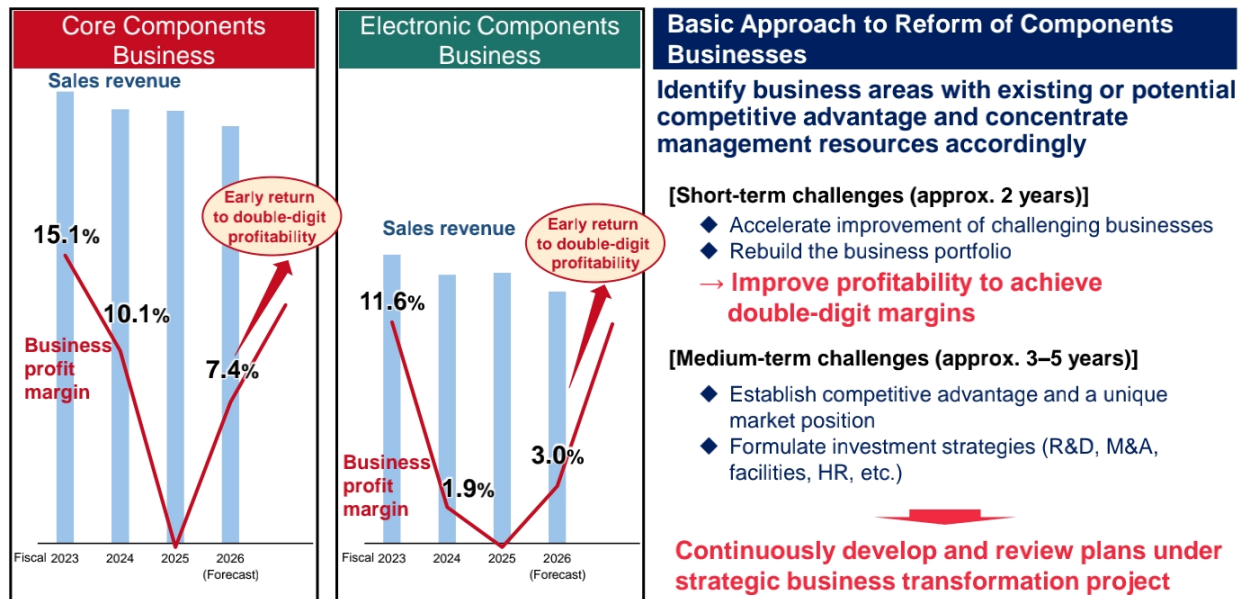 Core Components
Business
Sales revenue
15.1%
10.1%
Business
profit
margin
7.4%
Early return
to double-digit
profitability
Fiscal 2023
2024
2025
2026
(Forecast)
Electronic Components
Business
Sales revenue
11.6%
Business
profit
margin
1.9%
3.0%
Early return
to double-digit
profitability
Fiscal 2023
2024
2025
2026
(Forecast)
Basic Approach to Reform of Components
Businesses
Identify business areas with existing or potential
competitive advantage and concentrate
management resources accordingly
[Short-term challenges (approx. 2 years)]
◆ Accelerate improvement of challenging businesses
◆ Rebuild the business portfolio
→ Improve profitability to achieve
double-digit margins
[Medium-term challenges (approx. 3–5 years)]
◆ Establish competitive advantage and a unique
market position
◆ Formulate investment strategies (R&D, M&A,
facilities, HR, etc.)
Continuously develop and review plans under
strategic business transformation project